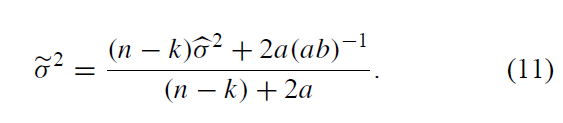 σ̃² = ((n − k)σ̂² + 2a(ab)⁻¹) / ((n − k) + 2a). (11)